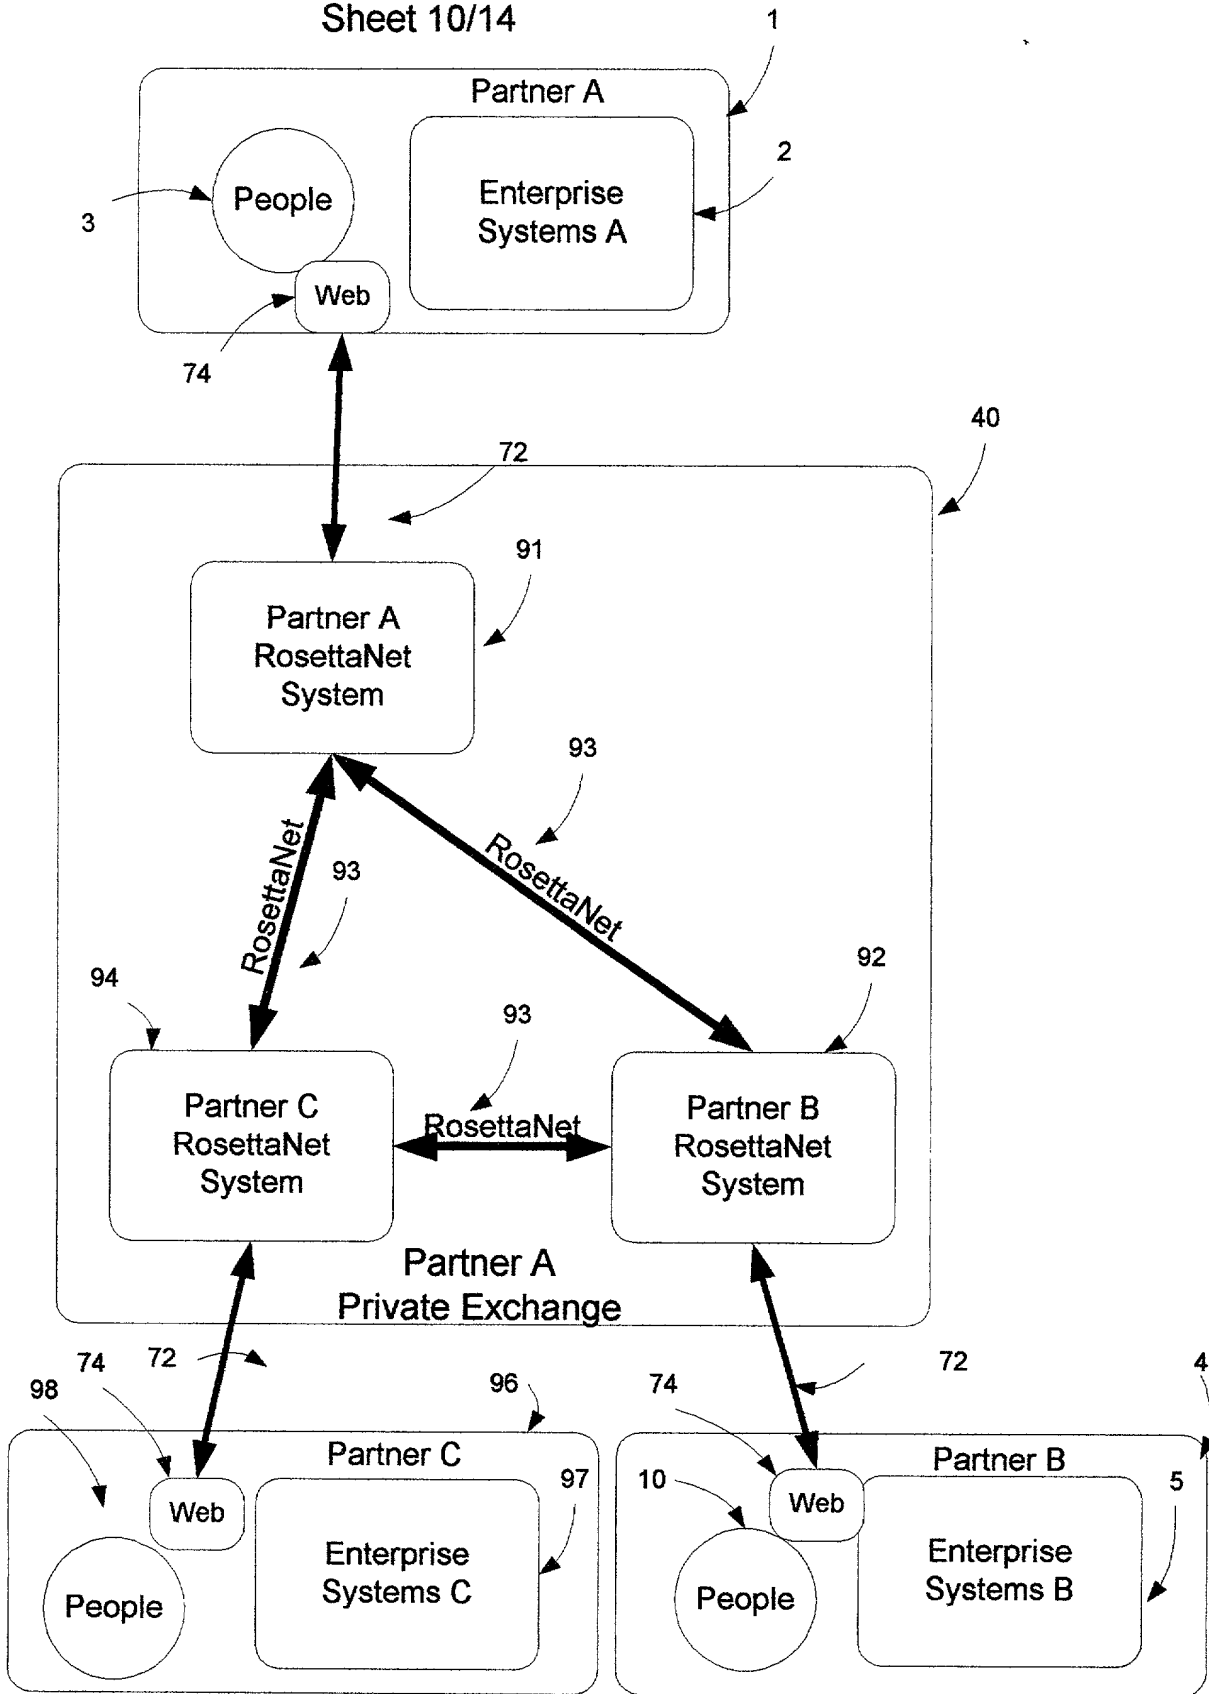 Sheet 10/14
1
Partner A
2
People
Enterprise
Systems A
3
Web
74
40
72
91
Partner A
RosettaNet
System
93
RosettaNet
RosettaNet
93
92
94
93
Partner C
RosettaNet
System
RosettaNet
Partner B
RosettaNet
System
Partner A
Private Exchange
74
72
98
96
72
74
4
Partner C
Partner B
97
10
5
Web
Web
Enterprise
Systems C
Enterprise
Systems B
People
People